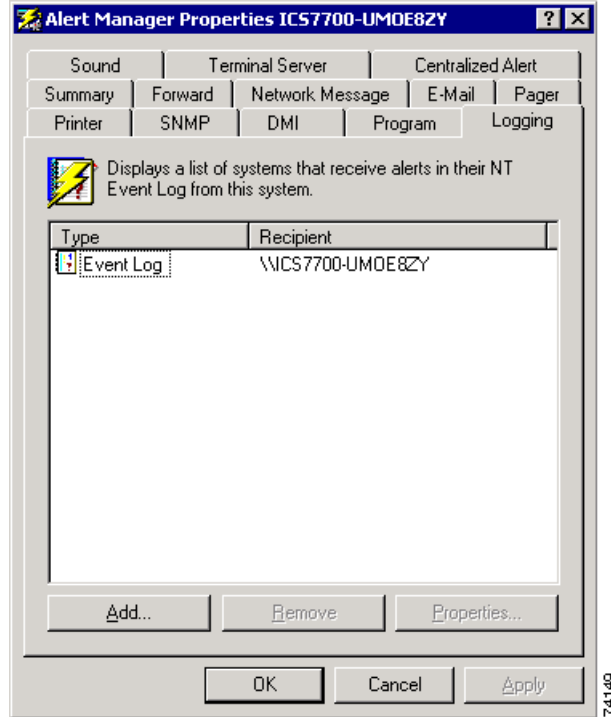 Alert Manager Properties ICS7700-UMOE8ZY
Sound Terminal Server Centralized Alert
Summary Forward Network Message E-Mail Pager
Printer SNMP DMI Program Logging
Displays a list of systems that receive alerts in their NT
Event Log from this system.
Type Recipient
Event Log \\ICS7700-UMOE8ZY
Add... Remove Properties...
OK Cancel Apply
74149